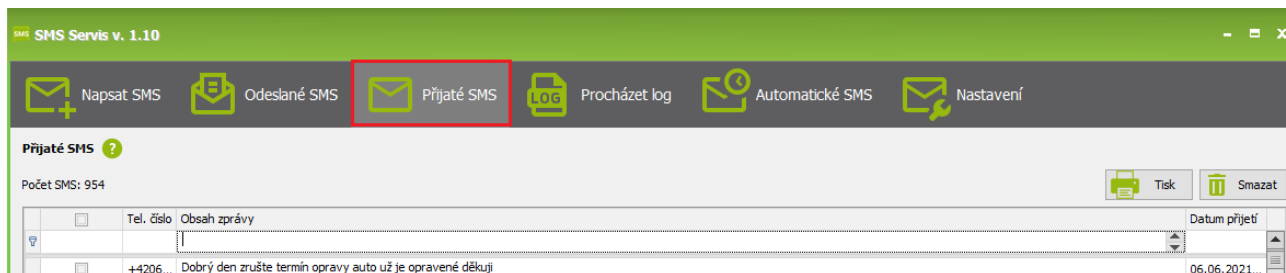 SMS SMS Servis v. 1.10
Napsat SMS Odeslané SMS Přijaté SMS LOG Procházet log Automatické SMS Nastavení
Přijaté SMS ?
Počet SMS: 954 Tisk Smazat
Tel. číslo Obsah zprávy Datum přijetí
+4206... Dobrý den zrušte termín opravy auto už je opravené děkuji 06.06.2021...